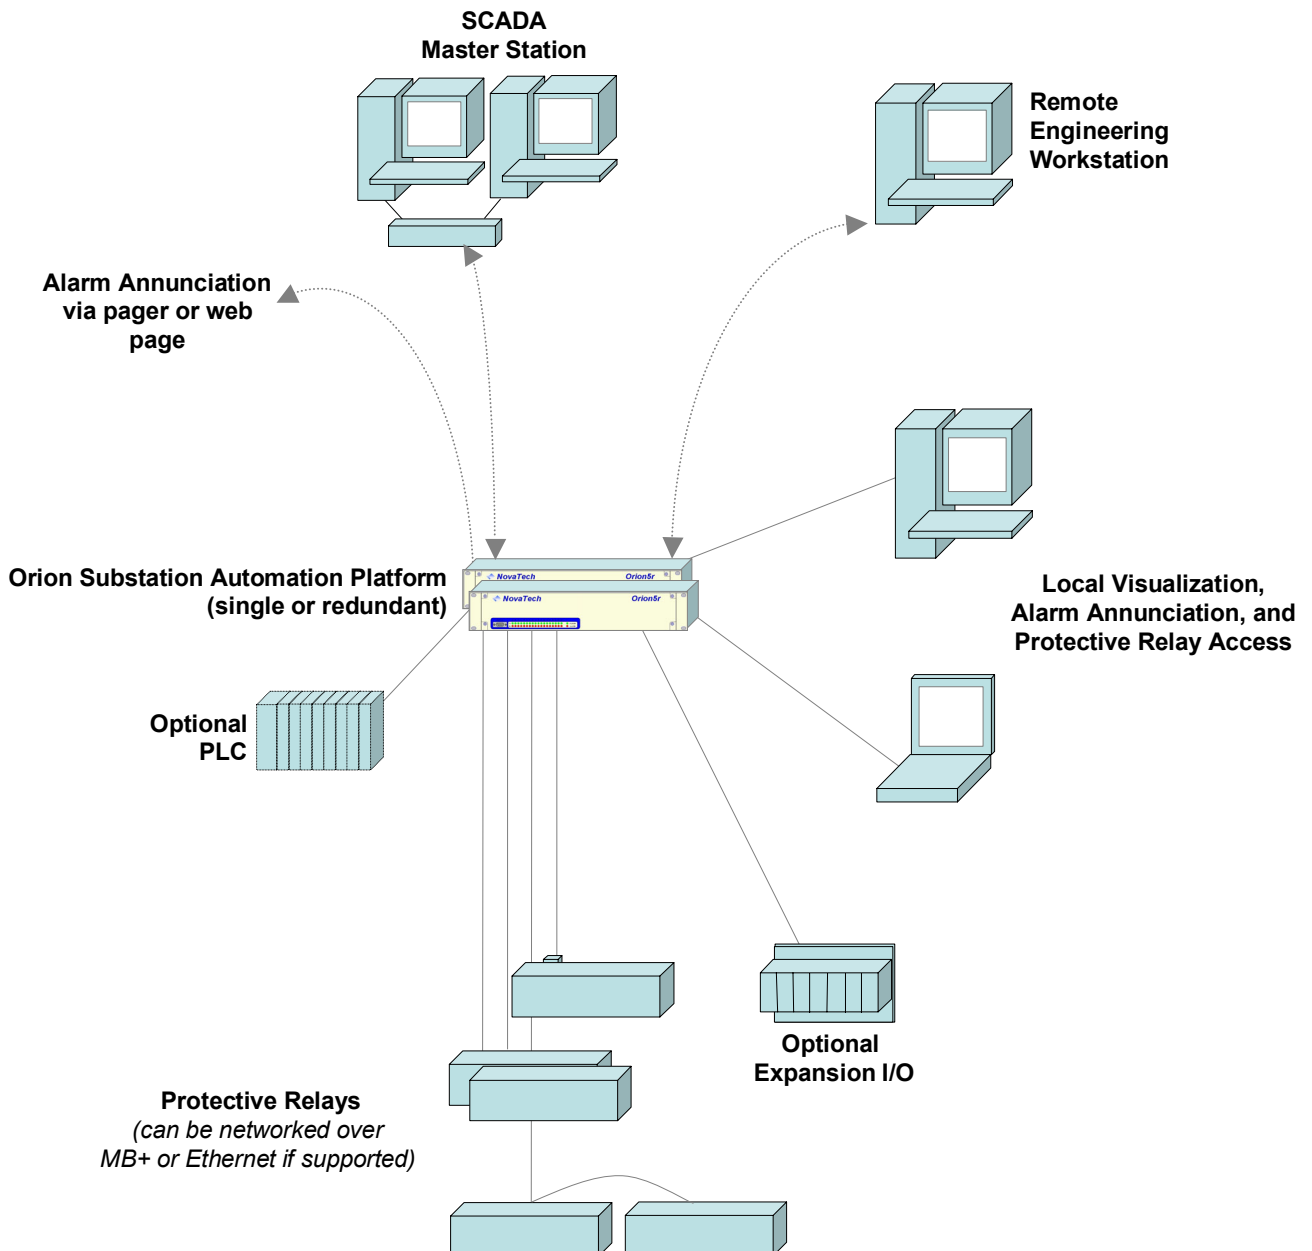 SCADA
Master Station
Remote
Engineering
Workstation
Alarm Annunciation
via pager or web
page
Orion Substation Automation Platform
(single or redundant)
NovaTech Orion5r
NovaTech Orion5r
Local Visualization,
Alarm Annunciation, and
Protective Relay Access
Optional
PLC
Optional
Expansion I/O
Protective Relays
(can be networked over
MB+ or Ethernet if supported)